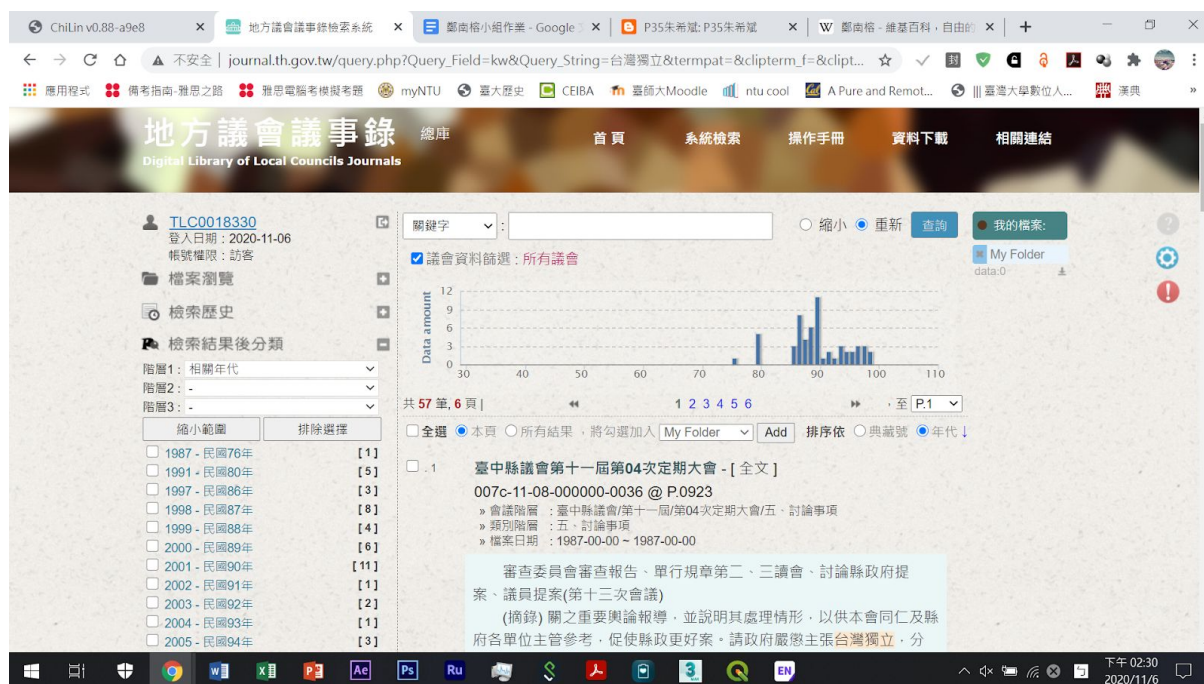 ChiLin v0.88-a9e8
地方議會議事錄檢索系統
鄭南榕小組作業 - Google
P35朱希斌: P35朱希斌
鄭南榕 - 維基百科，自由的
不安全 | journal.th.gov.tw/query.php?Query_Field=kw&Query_String=台灣獨立&termpat=&clipterm_f=&clipt...
應用程式
備考指南-雅思之路
雅思電腦考模擬考題
myNTU
臺大歷史
CEIBA
臺師大Moodle
ntu cool
A Pure and Remot...
||| 臺灣大學數位人...
漢典
»
地方議會議事錄 總庫
Digital Library of Local Councils Journals
首頁 系統檢索 操作手冊 資料下載 相關連結
TLC0018330
登入日期：2020-11-06
帳號權限：訪客
檔案瀏覽
檢索歷史
檢索結果後分類
階層1：相關年代
階層2：-
階層3：-
縮小範圍 排除選擇
1987 - 民國76年 [1]
1991 - 民國80年 [5]
1997 - 民國86年 [3]
1998 - 民國87年 [8]
1999 - 民國88年 [4]
2000 - 民國89年 [6]
2001 - 民國90年 [11]
2002 - 民國91年 [1]
2003 - 民國92年 [2]
2004 - 民國93年 [1]
2005 - 民國94年 [3]
關鍵字 : 縮小 重新 查詢
議會資料篩選：所有議會
Data amount
12
9
6
3
0
30 40 50 60 70 80 90 100 110
共 57 筆, 6 頁 | 1 2 3 4 5 6 ，至 P.1
全選 本頁 所有結果，將勾選加入 My Folder Add 排序依 典藏號 年代↓
. 1 臺中縣議會第十一屆第04次定期大會 - [ 全文 ]
007c-11-08-000000-0036 @ P.0923
» 會議階層 ：臺中縣議會/第十一屆/第04次定期大會/五、討論事項
» 類別階層 ：五、討論事項
» 檔案日期 ：1987-00-00 ~ 1987-00-00
審查委員會審查報告、單行規章第二、三讀會、討論縣政府提
案、議員提案(第十三次會議)
(摘錄) 關之重要輿論報導，並說明其處理情形，以供本會同仁及縣
府各單位主管參考，促使縣政更好案。請政府嚴懲主張台灣獨立，分
我的檔案:
My Folder
data:0
下午 02:30
2020/11/6